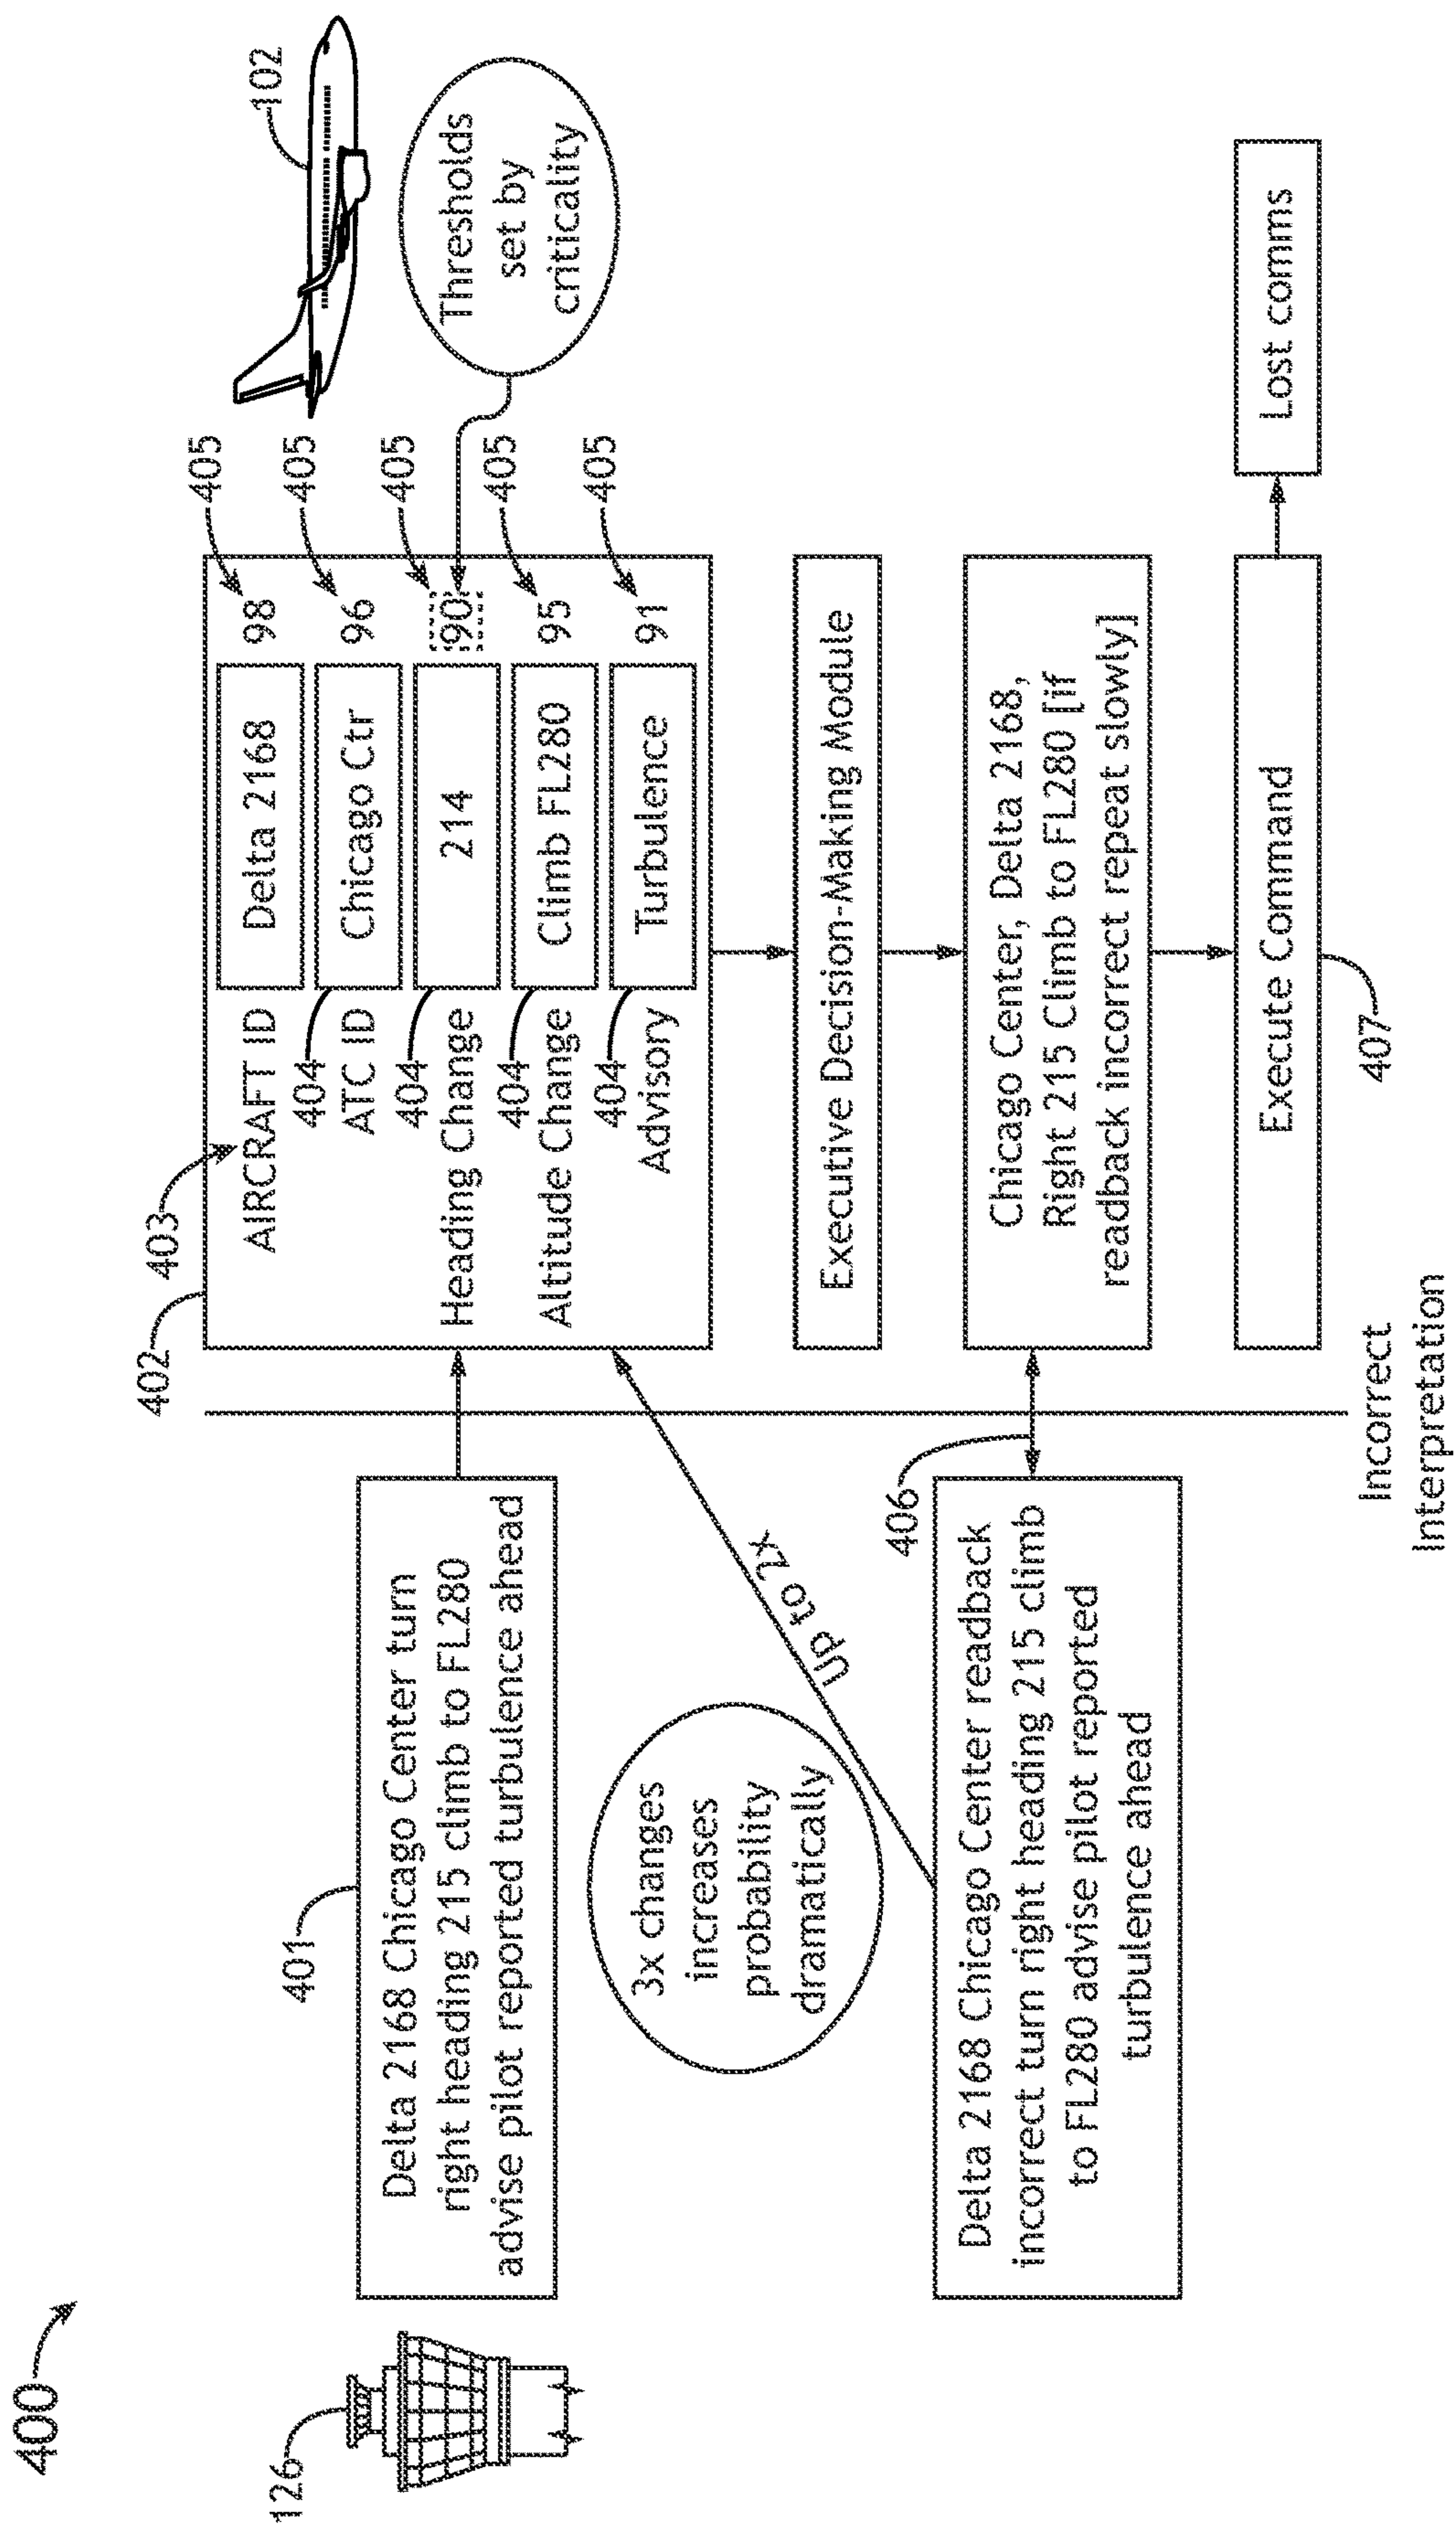 400
126
401
Delta 2168 Chicago Center turn
right heading 215 climb to FL280
advise pilot reported turbulence ahead
3x changes
increases
probability
dramatically
Up to 2x
Delta 2168 Chicago Center readback
incorrect turn right heading 215 climb
to FL280 advise pilot reported
turbulence ahead
406
Incorrect
Interpretation
402
403
AIRCRAFT ID
Delta 2168
98
405
404
ATC ID
Chicago Ctr
96
405
404
Heading Change
214
90
405
404
Altitude Change
Climb FL280
95
405
404
Advisory
Turbulence
91
405
102
Thresholds
set by
criticality
Executive Decision-Making Module
Chicago Center, Delta 2168,
Right 215 Climb to FL280 [if
readback incorrect repeat slowly]
Execute Command
407
Lost comms